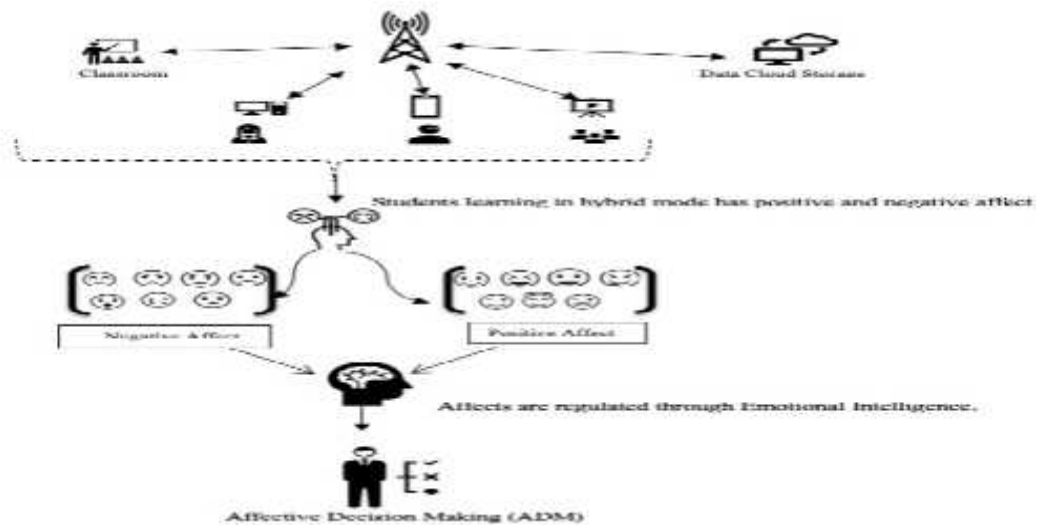 Classroom
Data Cloud Storage
Students learning in hybrid mode has positive and negative affect
Negative Affect
Positive Affect
Affects are regulated through Emotional Intelligence.
Affective Decision Making (ADM)